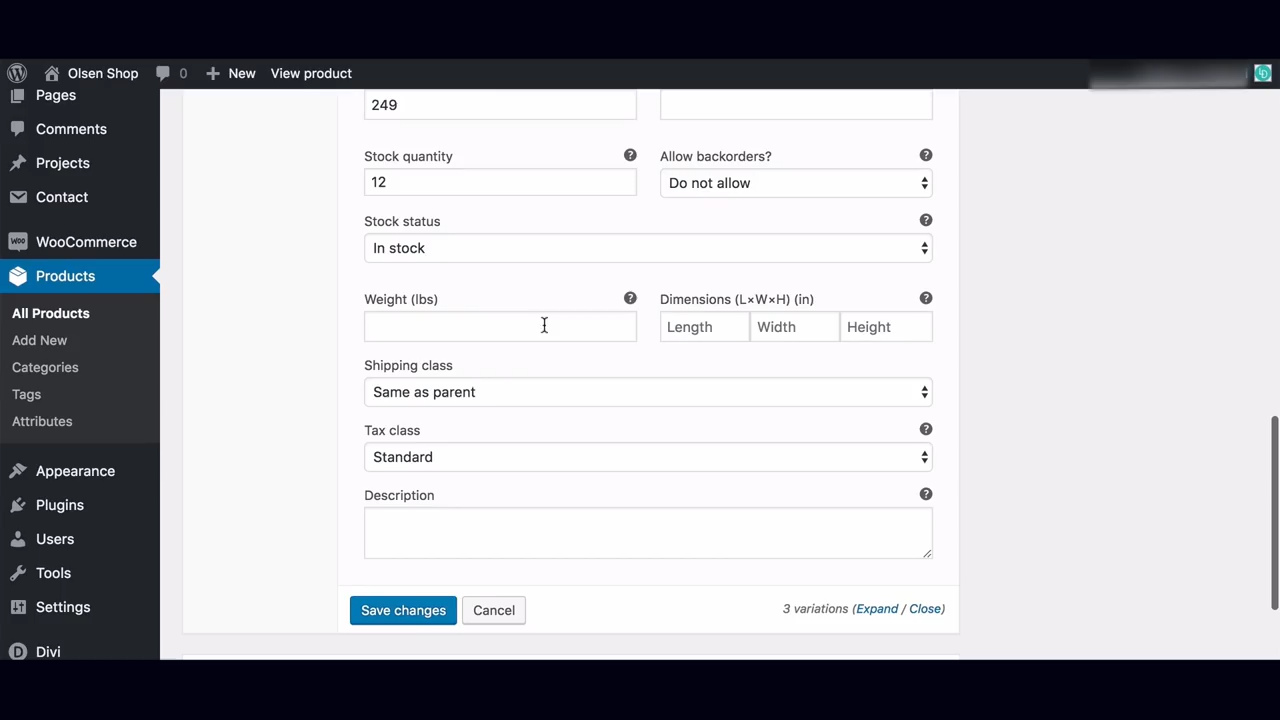 Olsen Shop 0 New View product
Pages
Comments
Projects
Contact
WooCommerce
Products
All Products
Add New
Categories
Tags
Attributes
Appearance
Plugins
Users
Tools
Settings
Divi
249
Stock quantity
12
Allow backorders?
Do not allow
Stock status
In stock
Weight (lbs)
Dimensions (L×W×H) (in)
Length Width Height
Shipping class
Same as parent
Tax class
Standard
Description
Save changes Cancel 3 variations (Expand / Close)